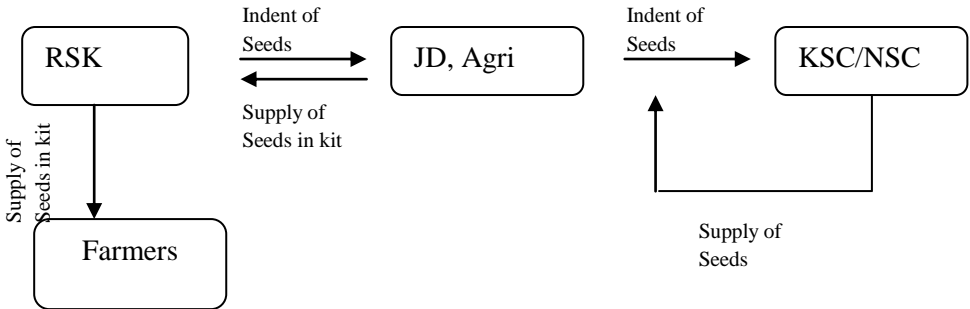 RSK
Indent of
Seeds
Supply of
Seeds in kit
JD, Agri
Indent of
Seeds
KSC/NSC
Supply of
Seeds in kit
Farmers
Supply of
Seeds